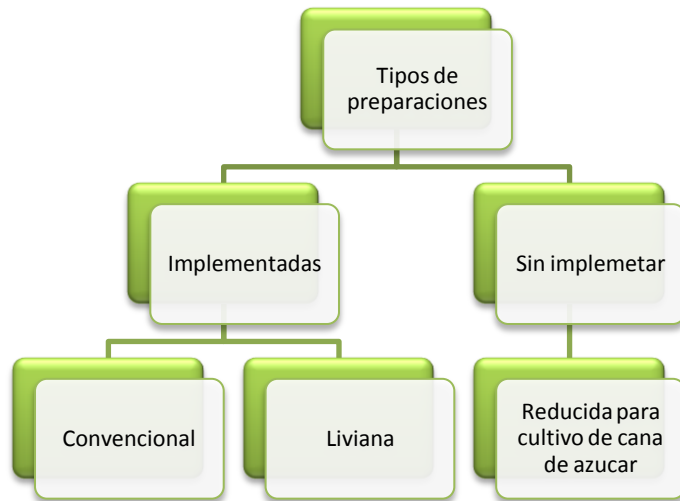 Tipos de
preparaciones
Implementadas
Sin implemetar
Convencional
Liviana
Reducida para
cultivo de cana
de azucar